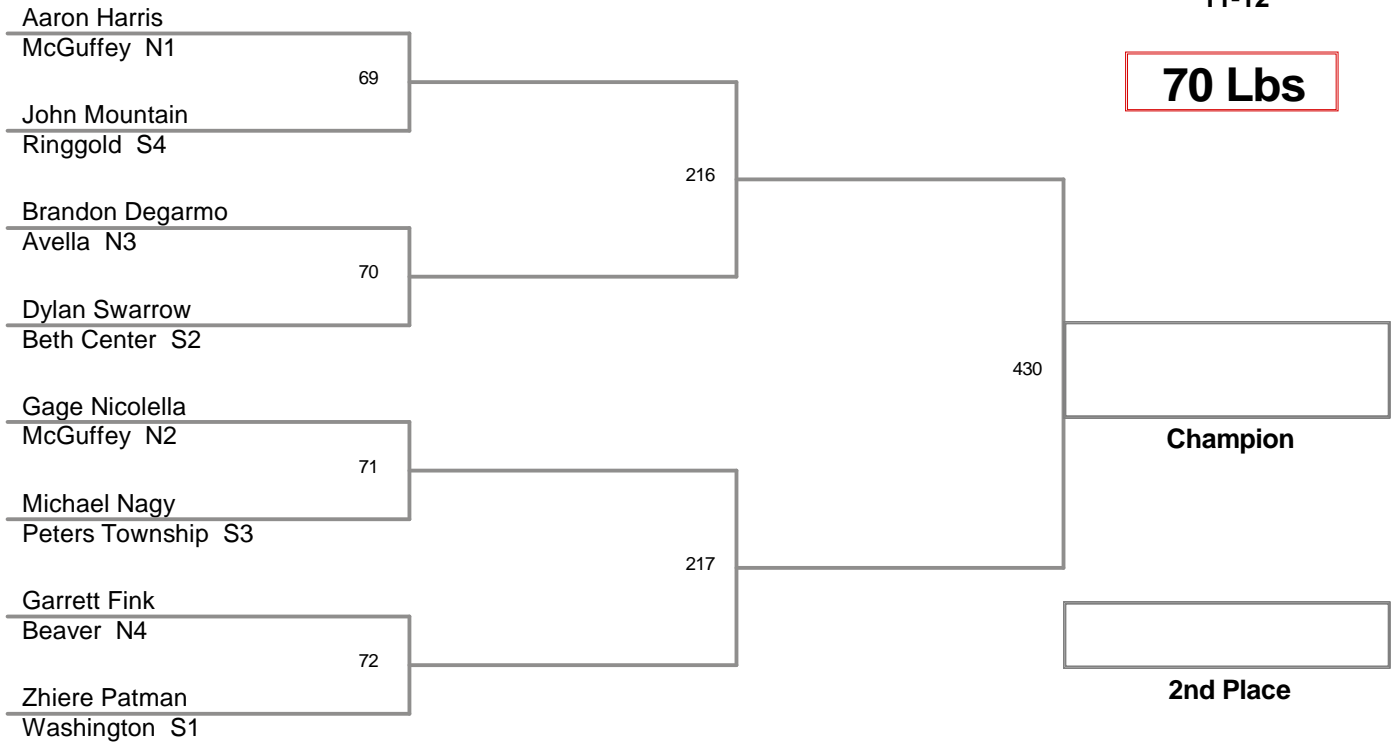 11-12
70 Lbs
Aaron Harris
McGuffey N1
69
John Mountain
Ringgold S4
216
Brandon Degarmo
Avella N3
70
Dylan Swarrow
Beth Center S2
430
Champion
Gage Nicolella
McGuffey N2
71
Michael Nagy
Peters Township S3
217
Garrett Fink
Beaver N4
72
Zhiere Patman
Washington S1
2nd Place